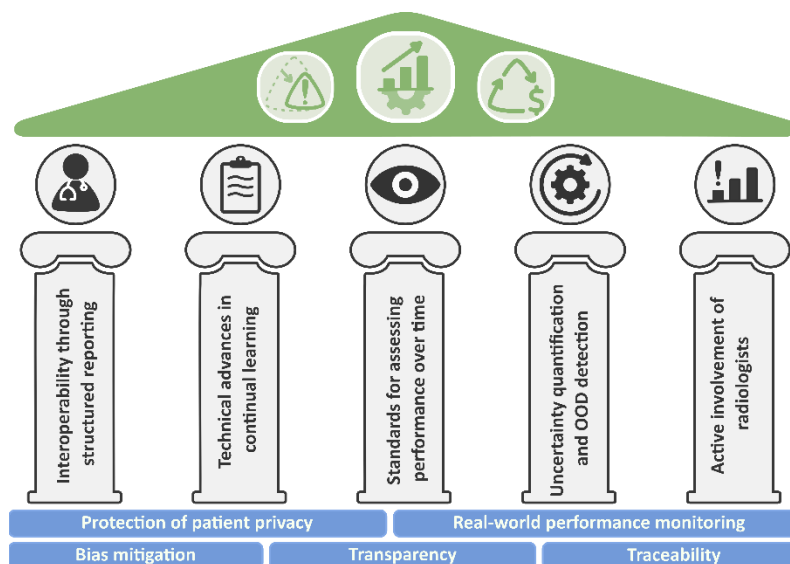 Interoperability through
structured reporting
Technical advances in
continual learning
Standards for assessing
performance over time
Uncertainty quantification
and OOD detection
Active involvement of
radiologists
Protection of patient privacy
Real-world performance monitoring
Bias mitigation
Transparency
Traceability